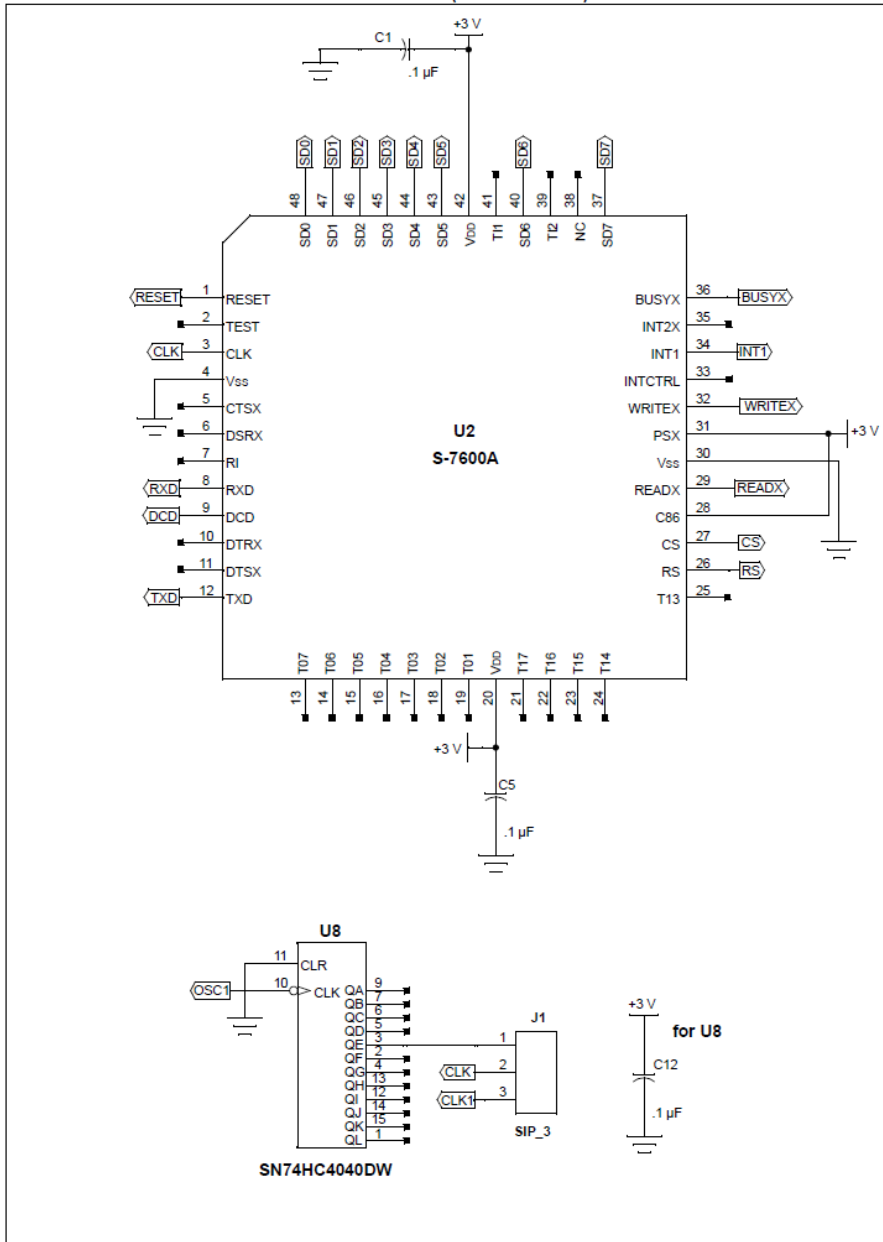 +3 V
C1
.1 µF
SD0 SD1 SD2 SD3 SD4 SD5 SD6 SD7
48 47 46 45 44 43 42 41 40 39 38 37
SD0 SD1 SD2 SD3 SD4 SD5 VDD TI1 SD6 TI2 NC SD7
RESET 1 RESET
2 TEST
CLK 3 CLK
4 Vss
5 CTSX
6 DSRX
7 RI
RXD 8 RXD
DCD 9 DCD
10 DTRX
11 DTSX
TXD 12 TXD
U2
S-7600A
BUSYX 36 BUSYX
INT2X 35
INT1 34 INT1
INTCTRL 33
WRITEX 32 WRITEX
PSX 31 +3 V
Vss 30
READX 29 READX
C86 28
CS 27 CS
RS 26 RS
T13 25
T07 T06 T05 T04 T03 T02 T01 VDD T17 T16 T15 T14
13 14 15 16 17 18 19 20 21 22 23 24
+3 V
C5
.1 µF
U8
11 CLR
OSC1 10 CLK
QA 9
QB 7
QC 6
QD 5
QE 3
QF 2
QG 4
QH 13
QI 12
QJ 14
QK 15
QL 1
SN74HC4040DW
J1
1
CLK 2
CLK1 3
SIP_3
+3 V
for U8
C12
.1 µF